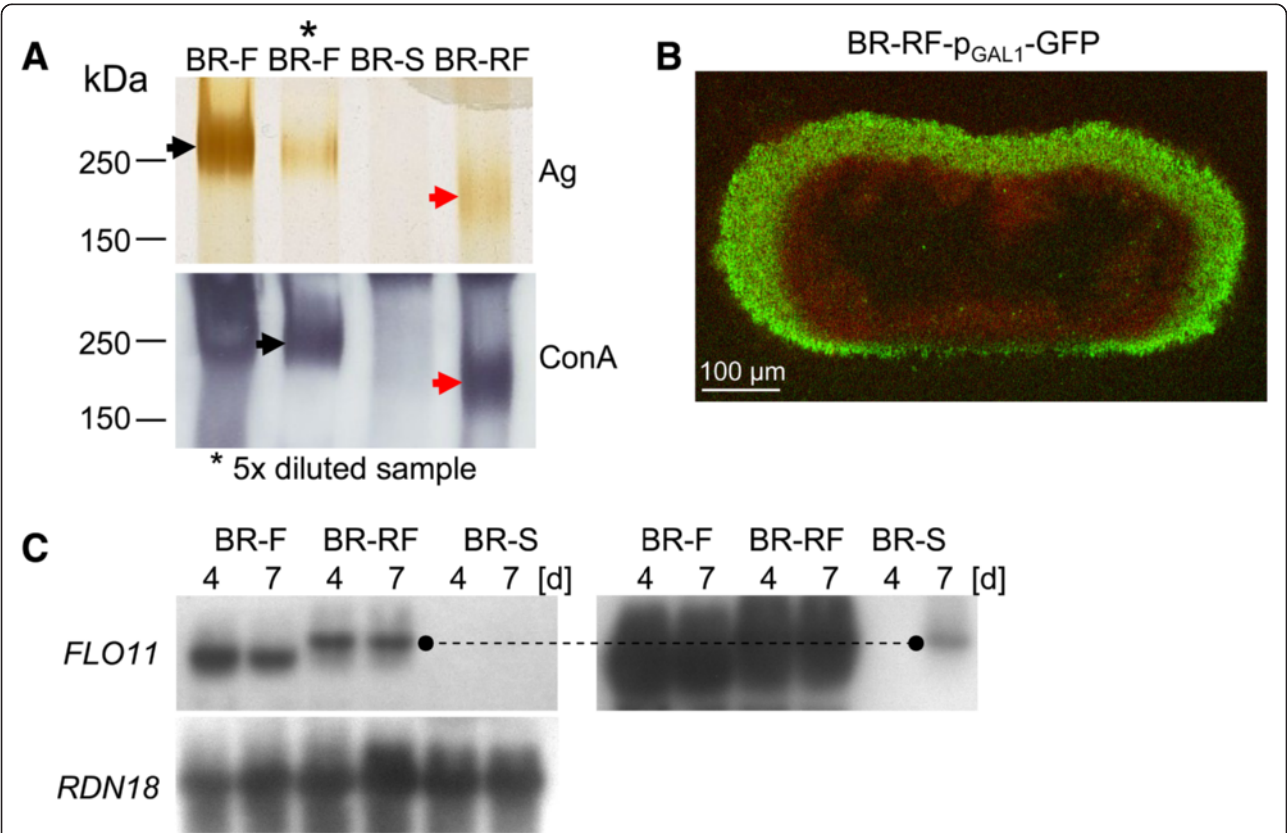 A
*
BR-F BR-F BR-S BR-RF
kDa
250
150
Ag
250
150
ConA
* 5x diluted sample
B
BR-RF-pGAL1-GFP
100 µm
C
BR-F BR-RF BR-S
4 7 4 7 4 7 [d]
BR-F BR-RF BR-S
4 7 4 7 4 7 [d]
FLO11
RDN18